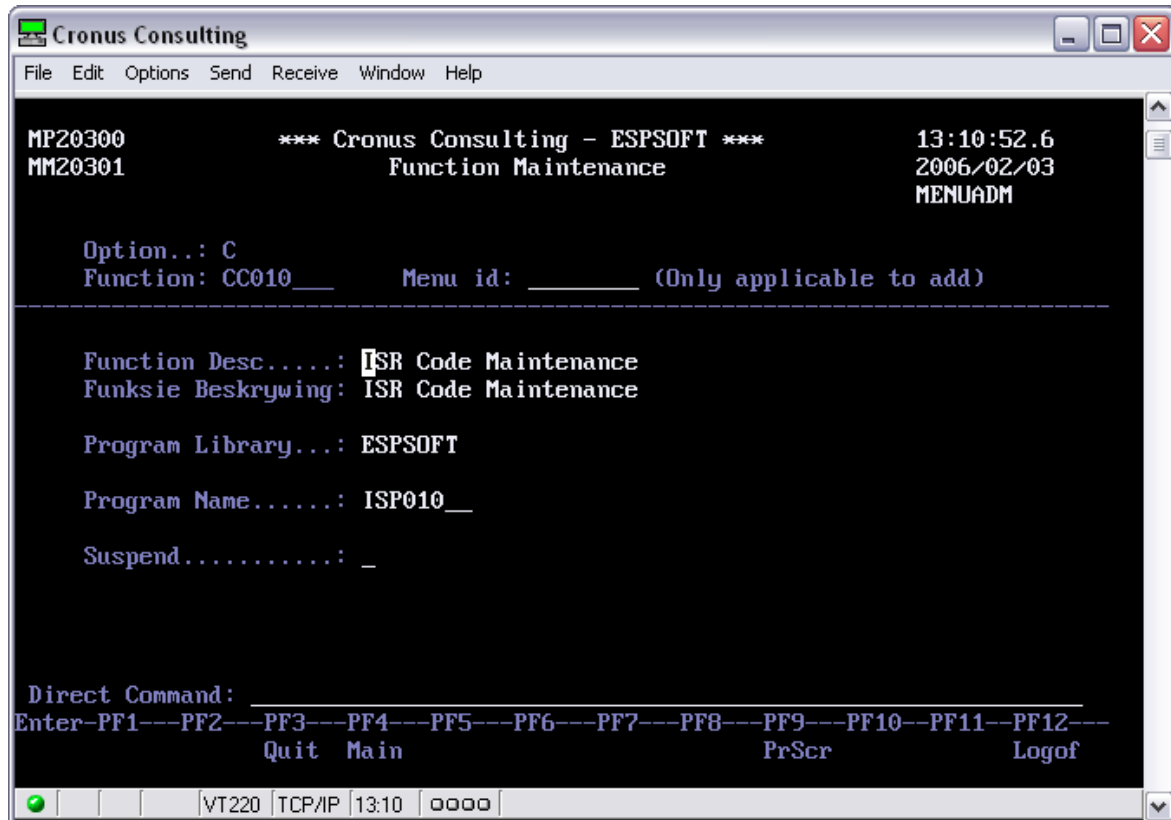 Cronus Consulting
File Edit Options Send Receive Window Help
MP20300 *** Cronus Consulting - ESPSOFT *** 13:10:52.6
MM20301 Function Maintenance 2006/02/03
MENUADM
Option..: C
Function: CC010___ Menu id: ________ (Only applicable to add)
-------------------------------------------------------------------------------
Function Desc.....: ISR Code Maintenance
Funksie Beskrywing: ISR Code Maintenance
Program Library...: ESPSOFT
Program Name......: ISP010__
Suspend...........: _
Direct Command: ____________________________________________________________
Enter-PF1---PF2---PF3---PF4---PF5---PF6---PF7---PF8---PF9---PF10--PF11--PF12---
Quit Main PrScr Logof
VT220 TCP/IP 13:10